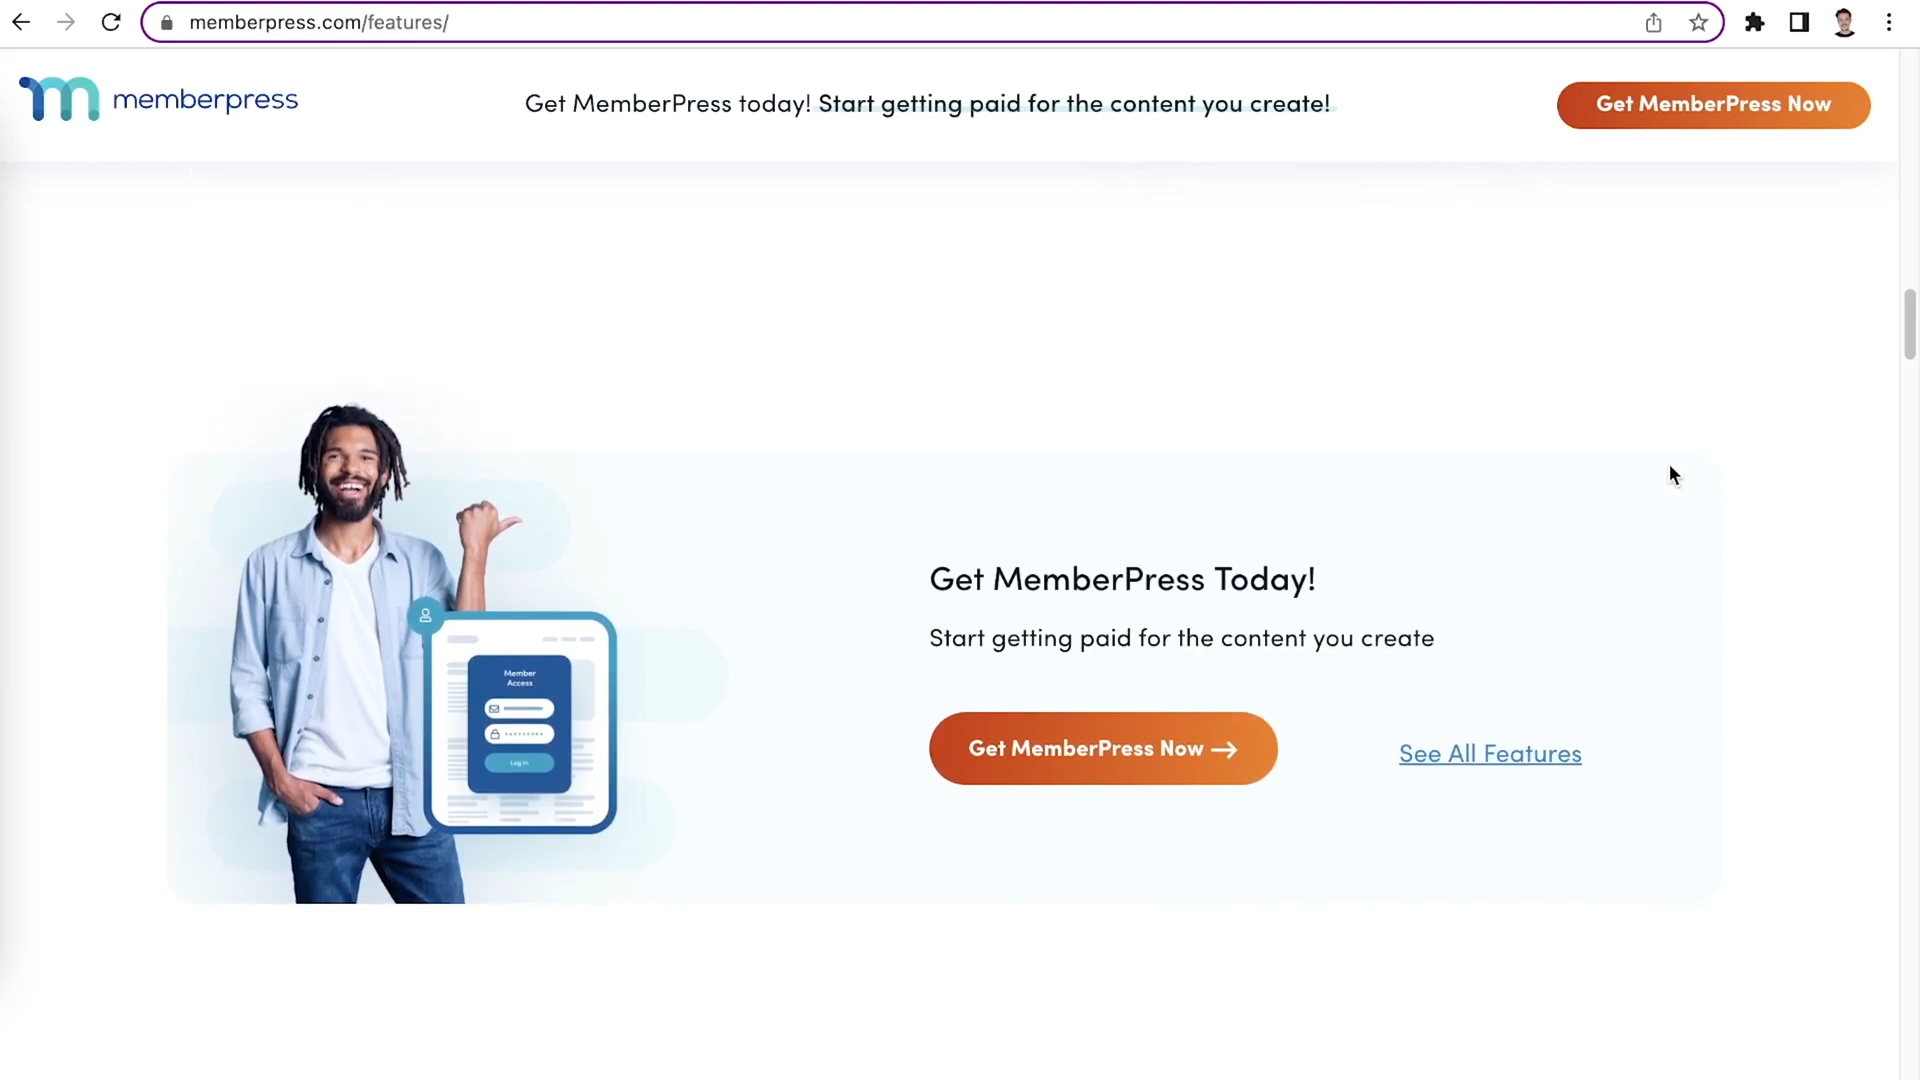 memberpress.com/features/
memberpress
Get MemberPress today! Start getting paid for the content you create!
Get MemberPress Now
Get MemberPress Today!
Start getting paid for the content you create
Member
Access
Log In
Get MemberPress Now →
See All Features